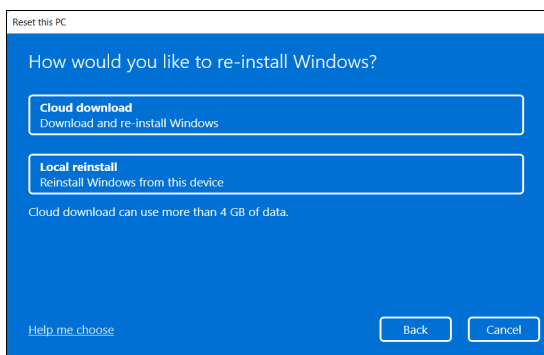 Reset this PC
How would you like to re-install Windows?
Cloud download
Download and re-install Windows
Local reinstall
Reinstall Windows from this device
Cloud download can use more than 4 GB of data.
Help me choose
Back
Cancel